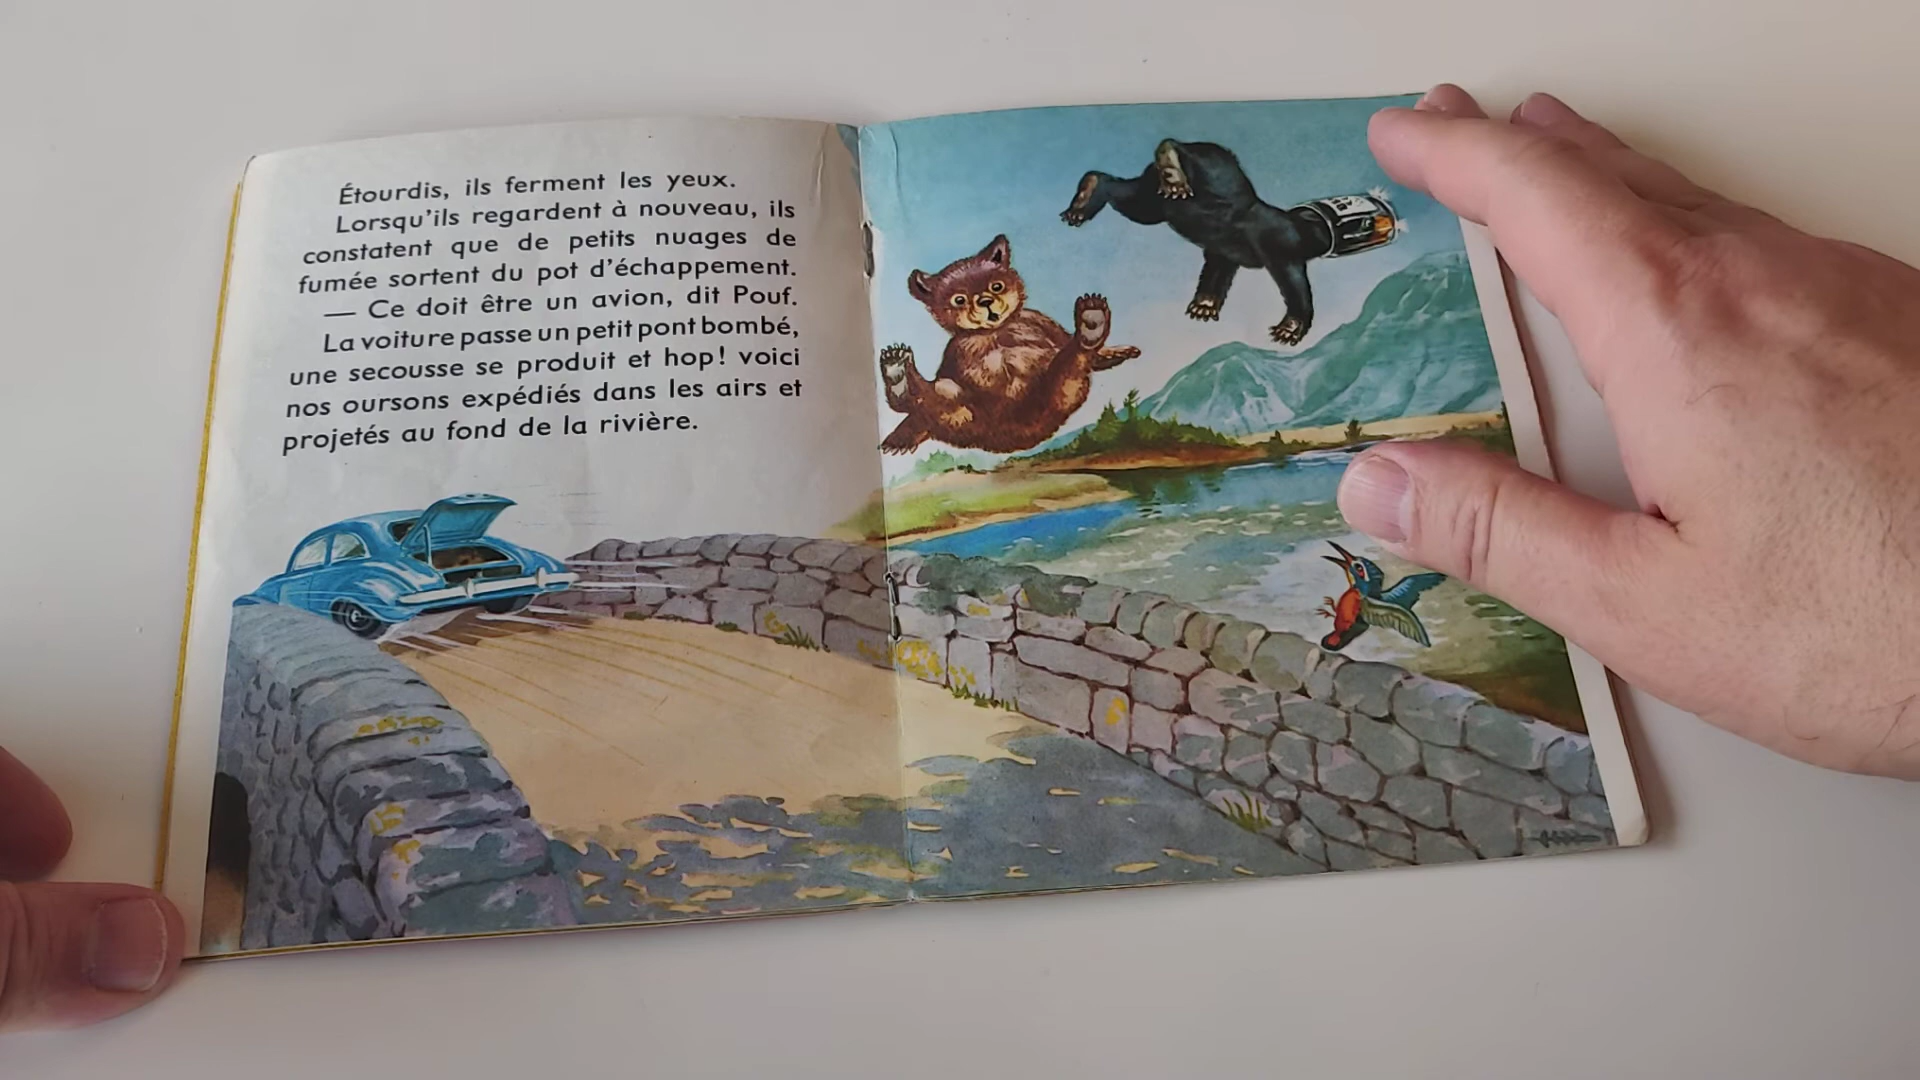 Étourdis, ils ferment les yeux.
Lorsqu'ils regardent à nouveau, ils
constatent que de petits nuages de
fumée sortent du pot d'échappement.
— Ce doit être un avion, dit Pouf.
La voiture passe un petit pont bombé,
une secousse se produit et hop! voici
nos oursons expédiés dans les airs et
projetés au fond de la rivière.